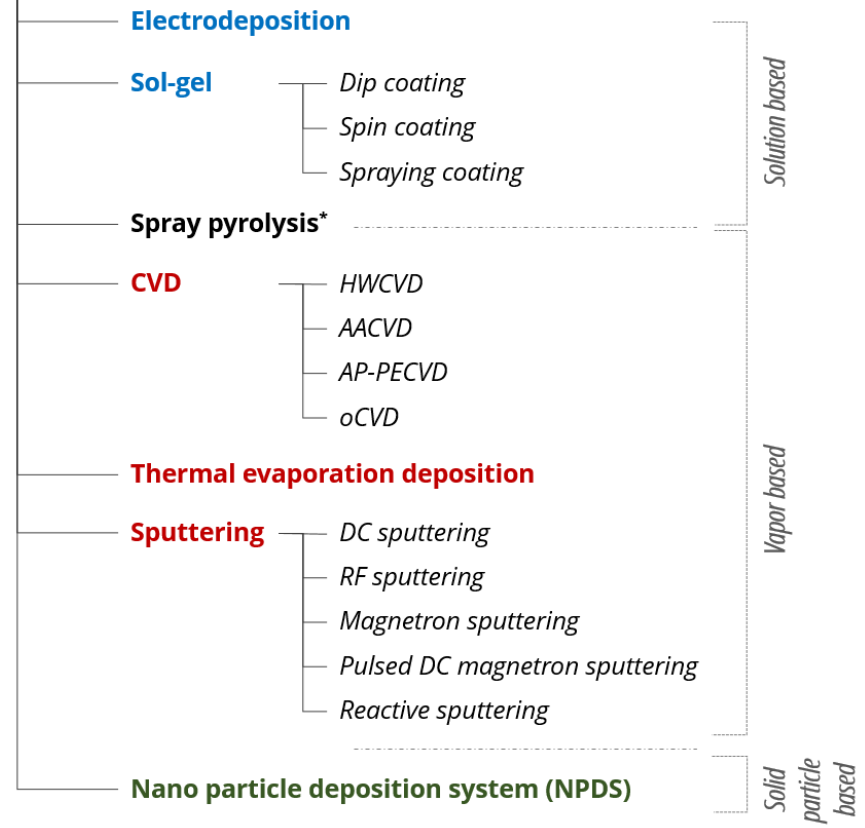 Electrodeposition
Sol-gel
Dip coating
Spin coating
Spraying coating
Solution based
Spray pyrolysis*
CVD
HWCVD
AACVD
AP-PECVD
oCVD
Thermal evaporation deposition
Sputtering
DC sputtering
RF sputtering
Magnetron sputtering
Pulsed DC magnetron sputtering
Reactive sputtering
Vapor based
Nano particle deposition system (NPDS)
Solid
particle
based